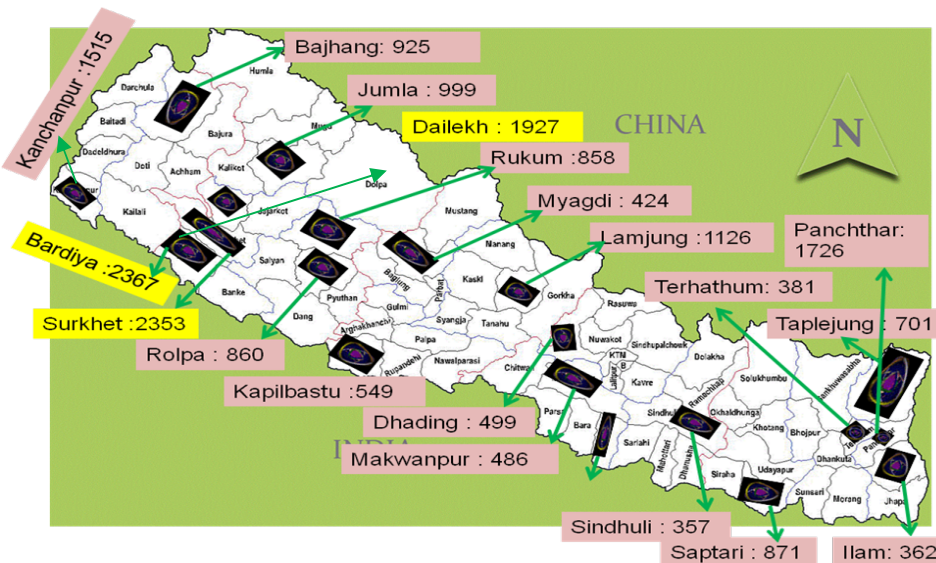 Bajhang: 925
Kanchanpur :1515
Jumla : 999
Dailekh : 1927
CHINA
N
Rukum :858
Myagdi : 424
Panchthar:
1726
Lamjung :1126
Terhathum: 381
Taplejung : 701
Bardiya :2367
Surkhet :2353
Rolpa : 860
Kapilbastu :549
Dhading : 499
Makwanpur : 486
Sindhuli : 357
Saptari : 871
Ilam: 362
Humla
Darchula
Baitadi
Bajura
Mugu
Dadeldhura
Doti
Achham
Kalikot
Dolpa
Kailali
Jajarkot
Mustang
Salyan
Manang
Banke
Baglung
Parbat
Kaski
Gorkha
Rasuwa
Dang
Pyuthan
Gulmi
Syangja
Tanahu
Nuwakot
Sindhupalchowk
Arghakhanchi
Palpa
KTM
Dolakha
Rupandehi
Nawalparasi
Chitwan
Lalitpur
Kavre
Ramechhap
Solukhumbu
Sankhuwasabha
Parsa
Bara
Okhaldhunga
Khotang
Bhojpur
Sarlahi
Mahottari
Dhanusha
Siraha
Udayapur
Dhankuta
Sunsari
Morang
Jhapa
INDIA